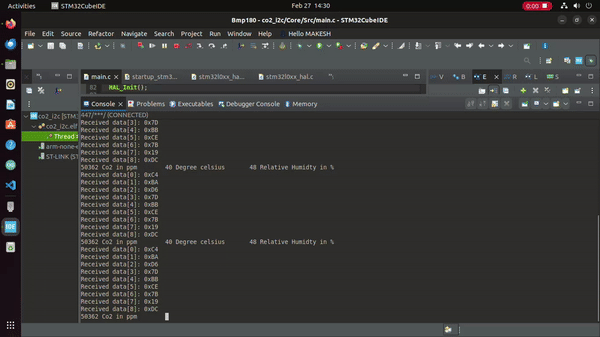 Activities
Feb 27 14:30
0:00
Bmp180 - co2_i2c/Core/Src/main.c - STM32CubeIDE
File Edit Source Refactor Navigate Search Project Run Window Help Hello MAKESH
main.c startup_stm3... stm32l0xx_ha... stm32l0xx_hal.c V B E L S
82 HAL_Init();
Console Problems Executables Debugger Console Memory
447/***/ (CONNECTED)
co2_i2c [STM3
co2_i2c.elf
Thread
arm-none-e
ST-LINK (ST
Received data[3]: 0x7D
Received data[4]: 0xBB
Received data[5]: 0xCE
Received data[6]: 0x7B
Received data[7]: 0x19
Received data[8]: 0xDC
50362 Co2 in ppm 40 Degree celsius 48 Relative Humidty in %
Received data[0]: 0xC4
Received data[1]: 0xBA
Received data[2]: 0xD6
Received data[3]: 0x7D
Received data[4]: 0xBB
Received data[5]: 0xCE
Received data[6]: 0x7B
Received data[7]: 0x19
Received data[8]: 0xDC
50362 Co2 in ppm 40 Degree celsius 48 Relative Humidty in %
Received data[0]: 0xC4
Received data[1]: 0xBA
Received data[2]: 0xD6
Received data[3]: 0x7D
Received data[4]: 0xBB
Received data[5]: 0xCE
Received data[6]: 0x7B
Received data[7]: 0x19
Received data[8]: 0xDC
50362 Co2 in ppm